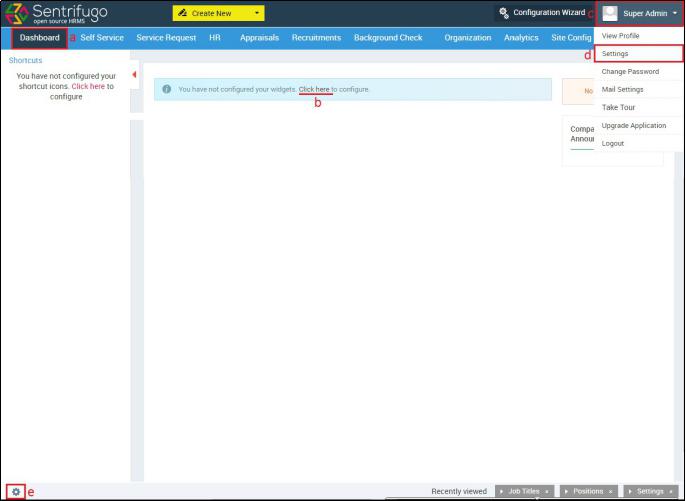 Sentrifugo
open source HRMS
Create New
Configuration Wizard
c
Super Admin
Dashboard a Self Service Service Request HR Appraisals Recruitments Background Check Organization Analytics Site Config
View Profile
d Settings
Change Password
Mail Settings
Take Tour
Upgrade Application
Logout
Shortcuts
You have not configured your
shortcut icons. Click here to
configure
You have not configured your widgets. Click here to configure.
b
No
Compa
Annou
e
Recently viewed Job Titles x Positions x Settings x